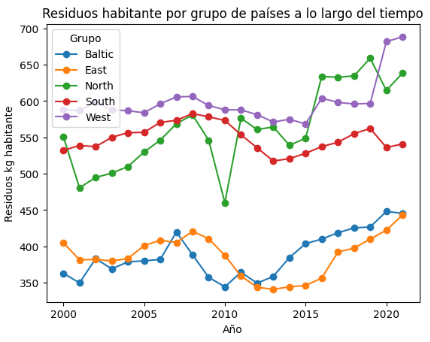 Residuos habitante por grupo de países a lo largo del tiempo
Grupo
Baltic
East
North
South
West
Residuos kg habitante
700
650
600
550
500
450
400
350
2000
2005
2010
2015
2020
Año